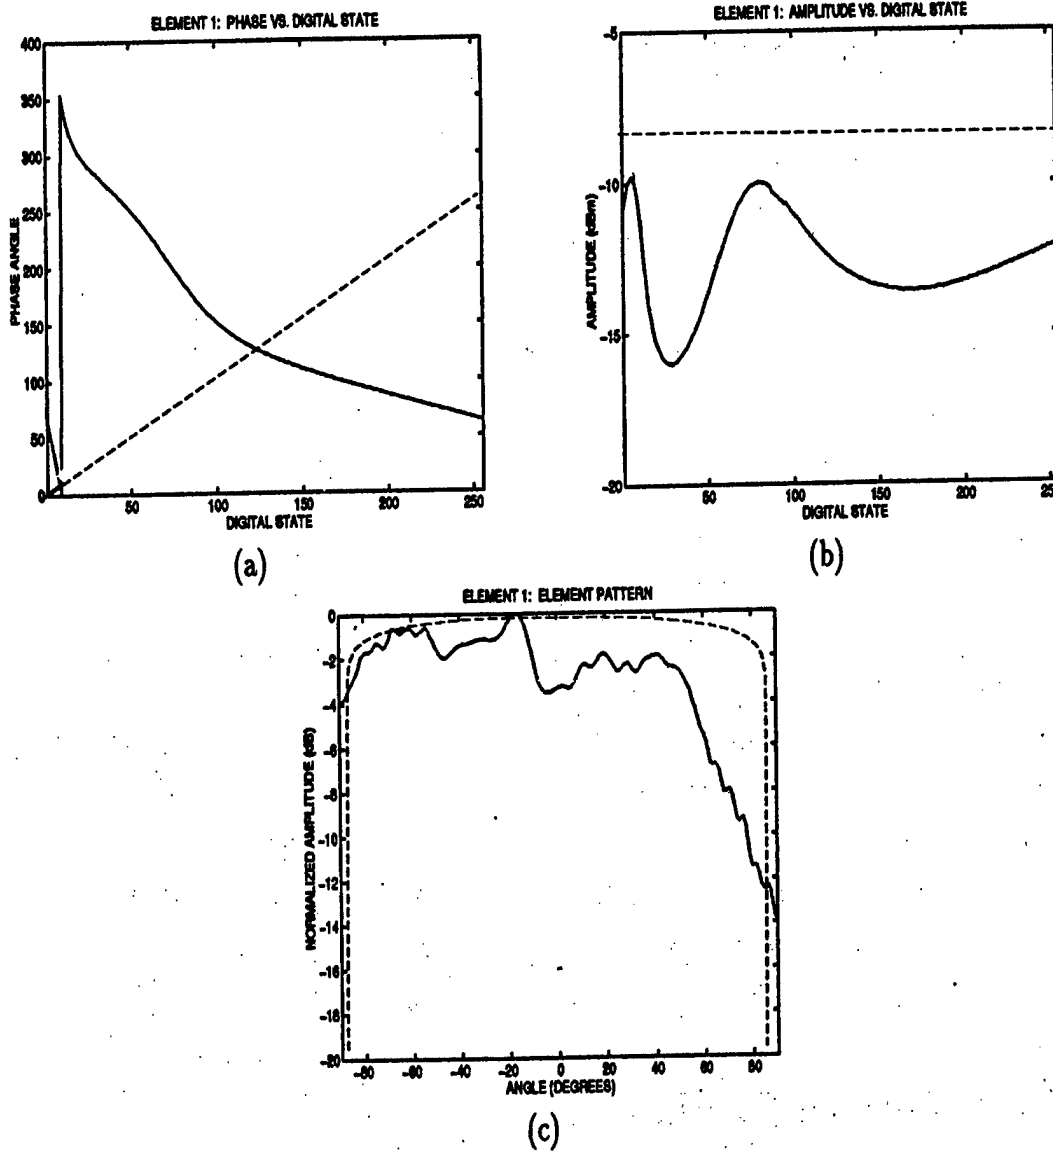 ELEMENT 1: PHASE VS. DIGITAL STATE
400
350
300
250
200
150
100
50
0
PHASE ANGLE
50 100 150 200 250
DIGITAL STATE
(a)
ELEMENT 1: AMPLITUDE VS. DIGITAL STATE
-5
-10
-15
-20
AMPLITUDE (dBm)
50 100 150 200 250
DIGITAL STATE
(b)
ELEMENT 1: ELEMENT PATTERN
0
-2
-4
-6
-8
-10
-12
-14
-16
-18
-20
NORMALIZED AMPLITUDE (dB)
-80 -60 -40 -20 0 20 40 60 80
ANGLE (DEGREES)
(c)